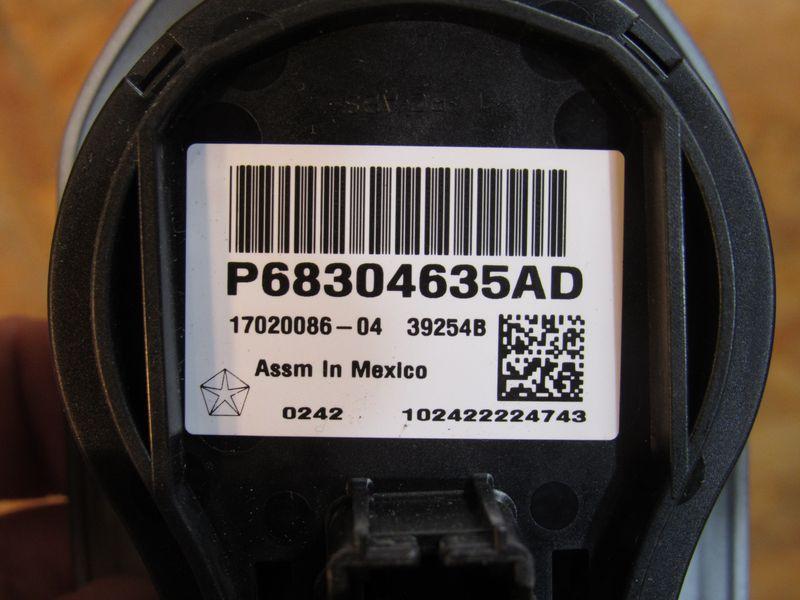 P68304635AD
17020086-04 39254B
Assm In Mexico
0242 102422224743